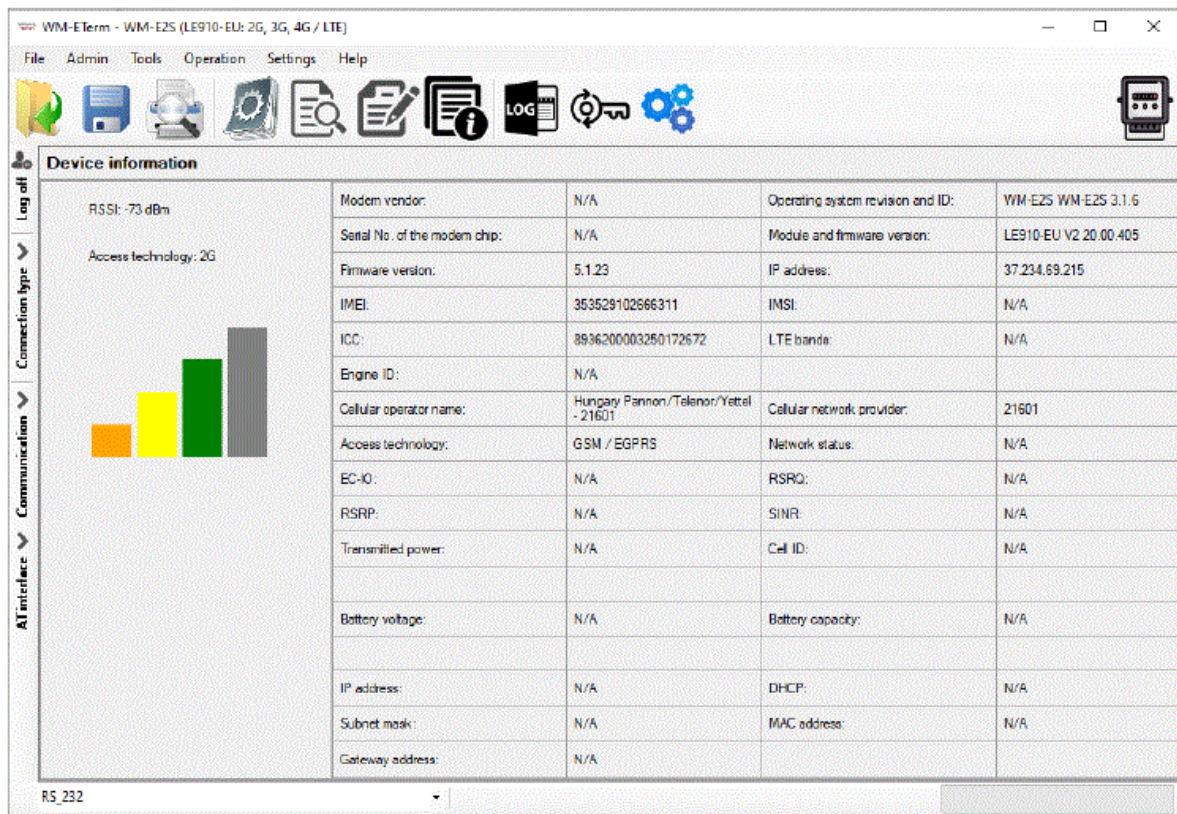 WM-ETerm - WM-E2S (LE910-EU: 2G, 3G, 4G / LTE)
File Admin Tools Operation Settings Help
LOG
Log off
Connection type
Communication
AT interface
Device information
RSSI: -73 dBm
Access technology: 2G
Modem vendor: N/A Operating system revision and ID: WM-E2S WM-E2S 3.1.6
Serial No. of the modem chip: N/A Module and firmware version: LE910-EU V2 20.00.405
Firmware version: 5.1.23 IP address: 37.234.69.215
IMEI: 353529102666311 IMSI: N/A
ICC: 8936200003250172672 LTE bands: N/A
Engine ID: N/A
Cellular operator name: Hungary Pannon/Telenor/Yettel
- 21601 Cellular network provider: 21601
Access technology: GSM / EGPRS Network status: N/A
EC-IO: N/A RSRQ: N/A
RSRP: N/A SINR: N/A
Transmitted power: N/A Cell ID: N/A
Battery voltage: N/A Battery capacity: N/A
IP address: N/A DHCP: N/A
Subnet mask: N/A MAC address: N/A
Gateway address: N/A
RS_232